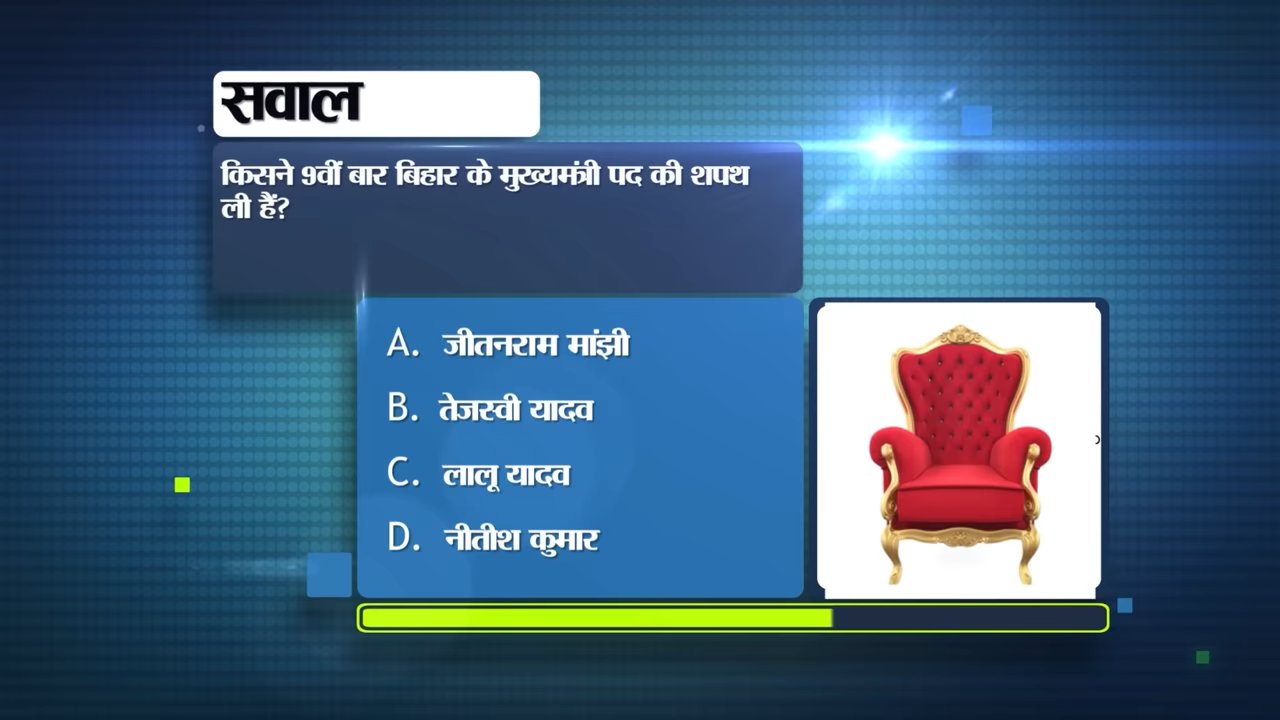 सवाल
किसने 9वीं बार बिहार के मुख्यमंत्री पद की शपथ
ली हैं?
A. जीतनराम मांझी
B. तेजस्वी यादव
C. लालू यादव
D. नीतीश कुमार